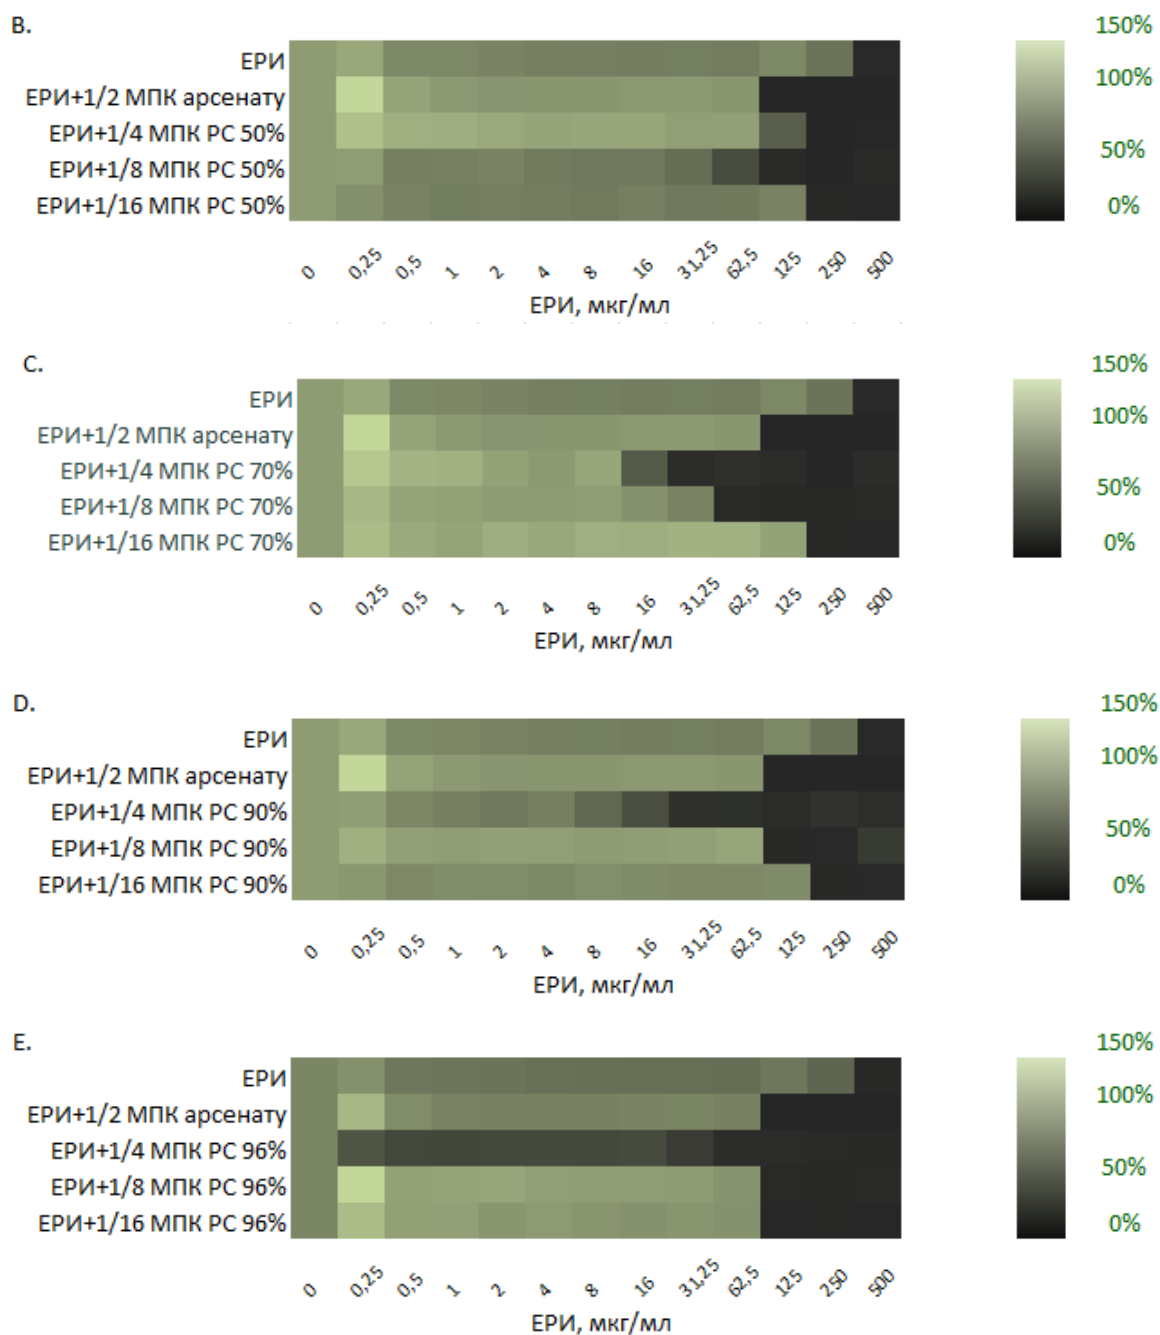 B.
150%
100%
50%
0%
ЕРИ
ЕРИ+1/2 МПК арсенату
ЕРИ+1/4 МПК РС 50%
ЕРИ+1/8 МПК РС 50%
ЕРИ+1/16 МПК РС 50%
0 0,25 0,5 1 2 4 8 16 31,25 62,5 125 250 500
ЕРИ, мкг/мл
C.
150%
100%
50%
0%
ЕРИ
ЕРИ+1/2 МПК арсенату
ЕРИ+1/4 МПК РС 70%
ЕРИ+1/8 МПК РС 70%
ЕРИ+1/16 МПК РС 70%
0 0,25 0,5 1 2 4 8 16 31,25 62,5 125 250 500
ЕРИ, мкг/мл
D.
150%
100%
50%
0%
ЕРИ
ЕРИ+1/2 МПК арсенату
ЕРИ+1/4 МПК РС 90%
ЕРИ+1/8 МПК РС 90%
ЕРИ+1/16 МПК РС 90%
0 0,25 0,5 1 2 4 8 16 31,25 62,5 125 250 500
ЕРИ, мкг/мл
E.
150%
100%
50%
0%
ЕРИ
ЕРИ+1/2 МПК арсенату
ЕРИ+1/4 МПК РС 96%
ЕРИ+1/8 МПК РС 96%
ЕРИ+1/16 МПК РС 96%
0 0,25 0,5 1 2 4 8 16 31,25 62,5 125 250 500
ЕРИ, мкг/мл